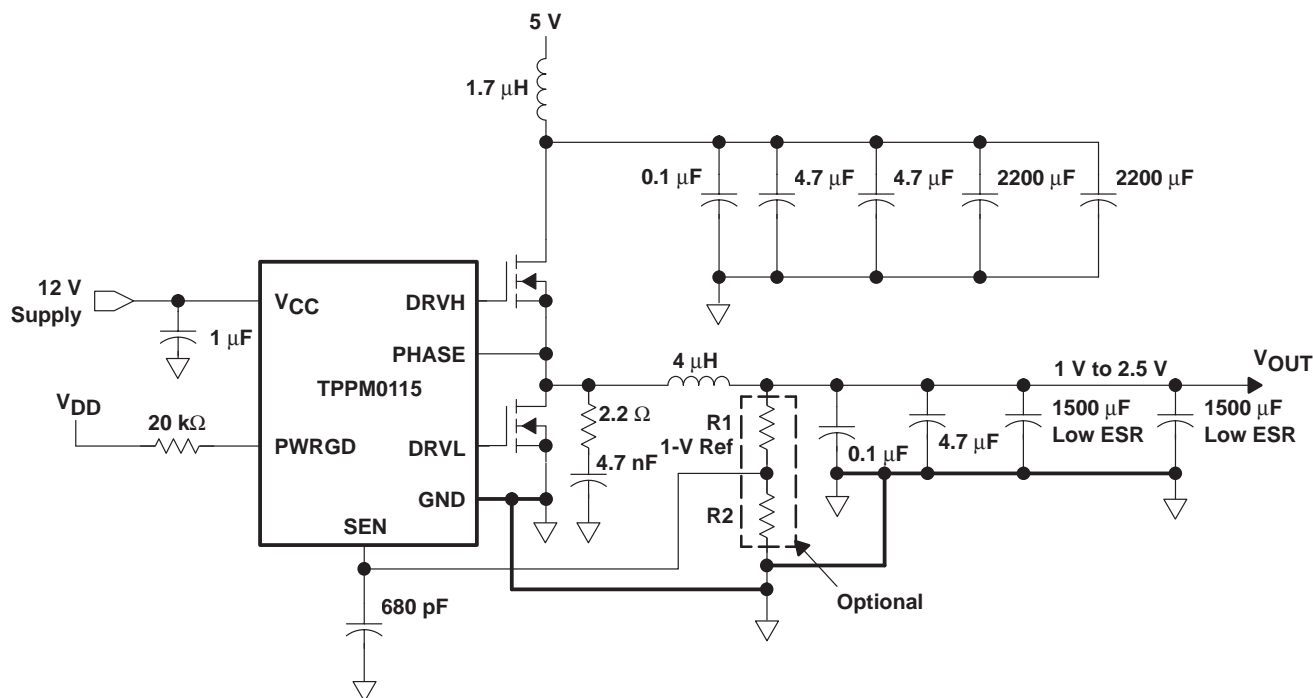 5 V
1.7 μH
0.1 μF
4.7 μF
4.7 μF
2200 μF
2200 μF
12 V
Supply
1 μF
VCC
DRVH
PHASE
TPPM0115
VDD
20 kΩ
PWRGD
DRVL
GND
SEN
680 pF
2.2 Ω
4.7 nF
4 μH
R1
1-V Ref
R2
Optional
1 V to 2.5 V
VOUT
0.1 μF
4.7 μF
1500 μF
Low ESR
1500 μF
Low ESR